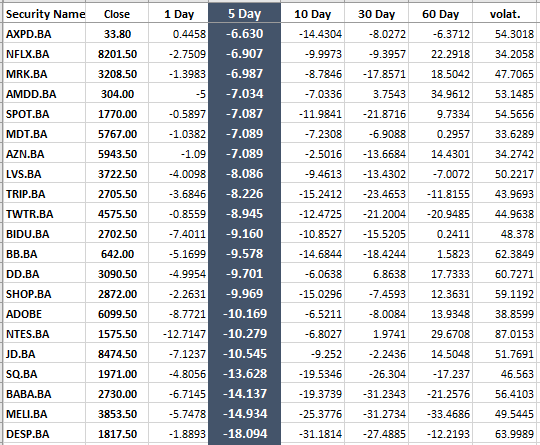 Security Name Close 1 Day 5 Day 10 Day 30 Day 60 Day volat.
AXPD.BA 33.80 0.4458 -6.630 -14.4304 -8.0272 -6.3712 54.3018
NFLX.BA 8201.50 -2.7509 -6.907 -9.9973 -9.3957 22.2918 34.2058
MRK.BA 3208.50 -1.3983 -6.987 -8.7846 -17.8571 18.5042 47.7065
AMDD.BA 304.00 -5 -7.034 -7.0336 3.7543 34.9612 53.1485
SPOT.BA 1770.00 -0.5897 -7.087 -11.9841 -21.8716 9.7334 54.5656
MDT.BA 5767.00 -1.0382 -7.089 -7.2308 -6.9088 0.2957 33.6289
AZN.BA 5943.50 -1.09 -7.089 -2.5016 -13.6684 14.4301 34.2742
LVS.BA 3722.50 -4.0098 -8.086 -9.4613 -13.4302 -7.0072 50.2217
TRIP.BA 2705.50 -3.6846 -8.226 -15.2412 -23.4653 -11.8155 43.9693
TWTR.BA 4575.50 -0.8559 -8.945 -12.4725 -21.2004 -20.9485 44.9638
BIDU.BA 2702.50 -7.4011 -9.160 -10.8527 -15.5205 0.2411 48.378
BB.BA 642.00 -5.1699 -9.578 -14.6844 -18.4244 1.5823 62.3849
DD.BA 3090.50 -4.9954 -9.701 -6.0638 6.8638 17.7333 60.7271
SHOP.BA 2872.00 -2.2631 -9.969 -15.0296 -7.4593 12.3631 59.1192
ADOBE 6099.50 -8.7721 -10.169 -6.5211 -8.0084 13.9348 38.8599
NTES.BA 1575.50 -12.7147 -10.279 -6.8027 1.9741 29.6708 87.0153
JD.BA 8474.50 -7.1237 -10.545 -9.252 -2.2436 14.5048 51.7691
SQ.BA 1971.00 -4.8056 -13.628 -19.5346 -26.304 -17.237 46.563
BABA.BA 2730.00 -6.7145 -14.137 -19.3739 -31.2343 -21.2576 56.4103
MELI.BA 3853.50 -5.7478 -14.934 -25.3776 -31.2734 -33.4686 49.5445
DESP.BA 1817.50 -1.8893 -18.094 -31.1814 -27.4885 -12.2193 63.9989